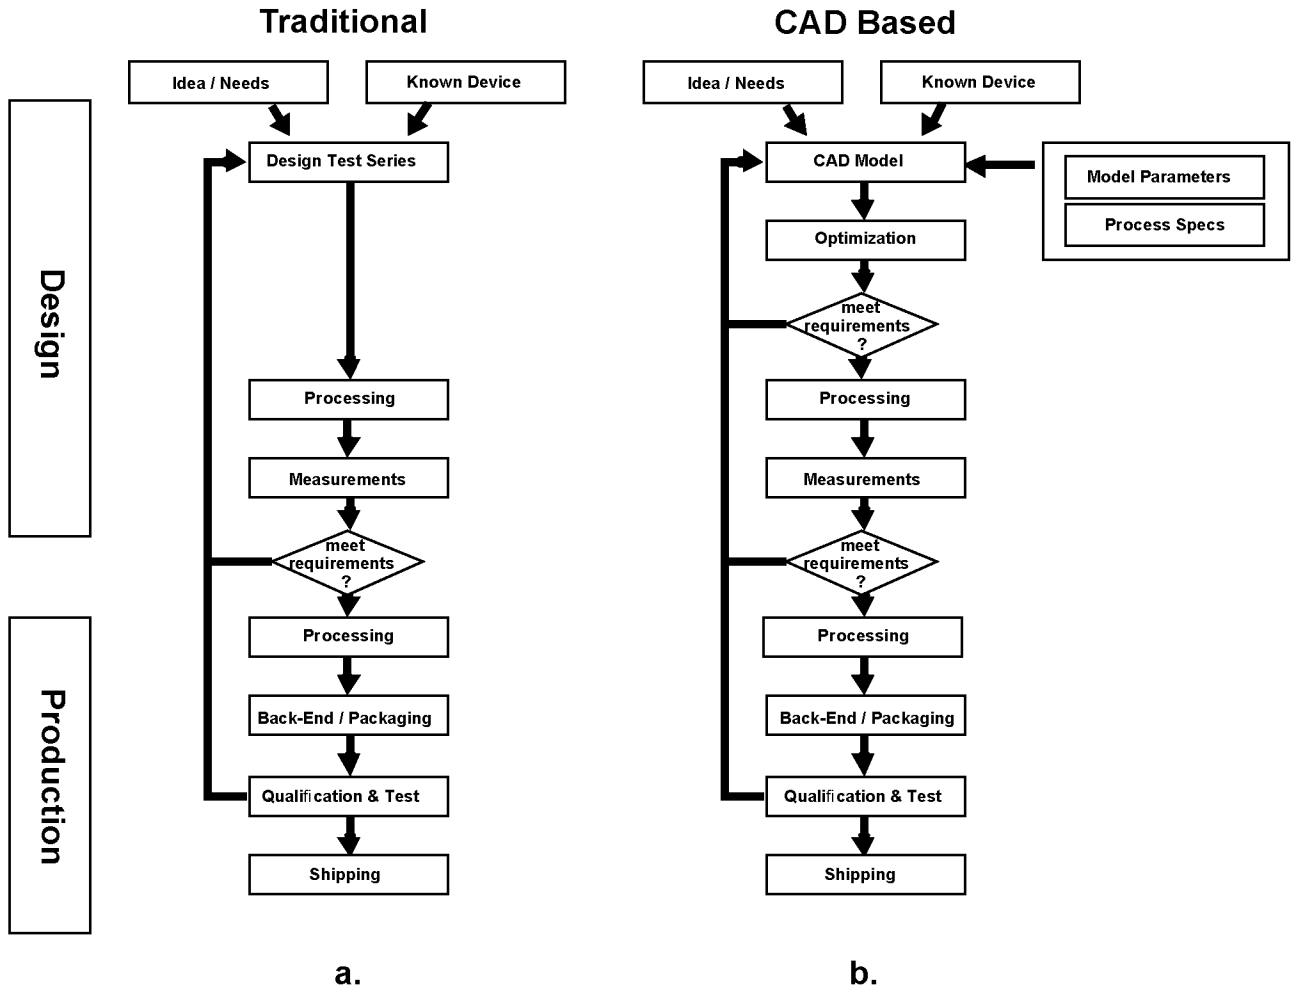 Traditional
CAD Based
Idea / Needs
Known Device
Idea / Needs
Known Device
Design
Production
Design Test Series
Processing
Measurements
meet
requirements
?
Processing
Back-End / Packaging
Qualification & Test
Shipping
CAD Model
Model Parameters
Process Specs
Optimization
meet
requirements
?
Processing
Measurements
meet
requirements
?
Processing
Back-End / Packaging
Qualification & Test
Shipping
a.
b.